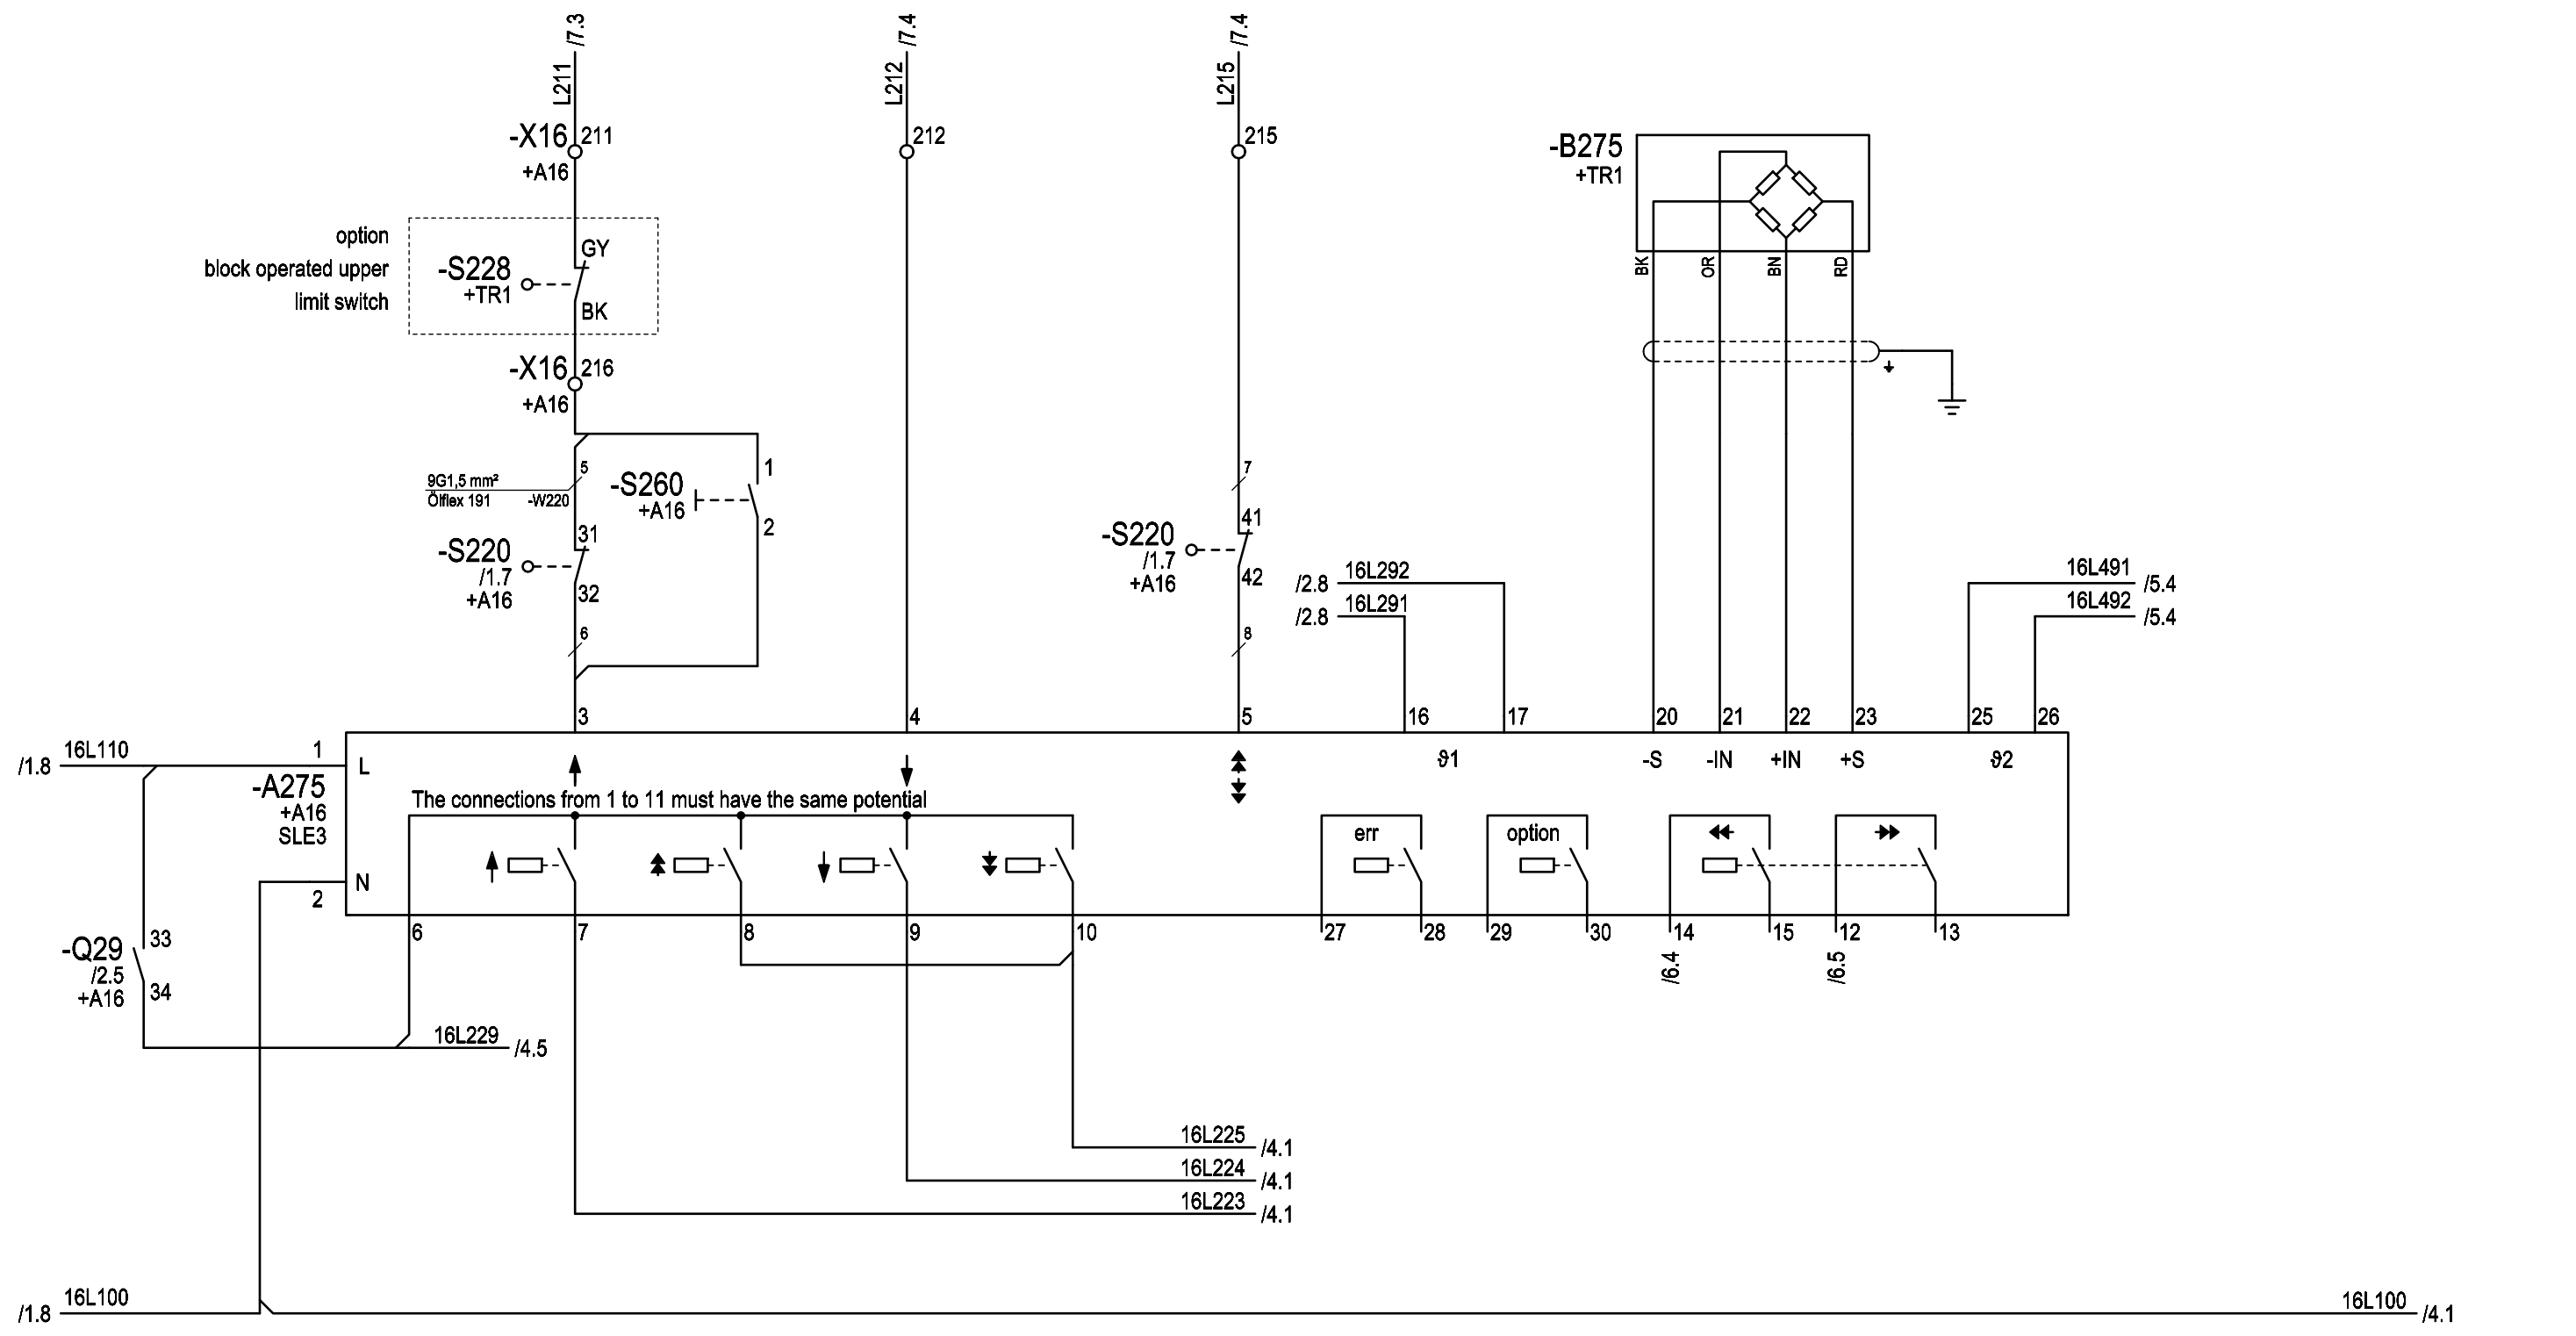 /7.3
/7.4
/7.4
L211
L212
L215
-X16 211
+A16
212
215
-B275
+TR1
option
block operated upper
limit switch
GY
-S228
+TR1
BK
BK OR BN RD
-X16 216
+A16
5
9G1,5 mm²
Ölflex 191 -W220
-S260
+A16
1
2
7
31
-S220
/1.7
+A16
32
6
41
-S220
/1.7
+A16
42
8
/2.8 16L292
/2.8 16L291
16L491 /5.4
16L492 /5.4
3 4 5 16 17 20 21 22 23 25 26
/1.8 16L110 1 L
ϑ1 -S -IN +IN +S ϑ2
-A275
+A16
SLE3
The connections from 1 to 11 must have the same potential
err option
N
2
6 7 8 9 10 27 28 29 30 14 15 12 13
-Q29
/2.5
+A16
33
34
/6.4 /6.5
16L229 /4.5
16L225 /4.1
16L224 /4.1
16L223 /4.1
/1.8 16L100
16L100 /4.1